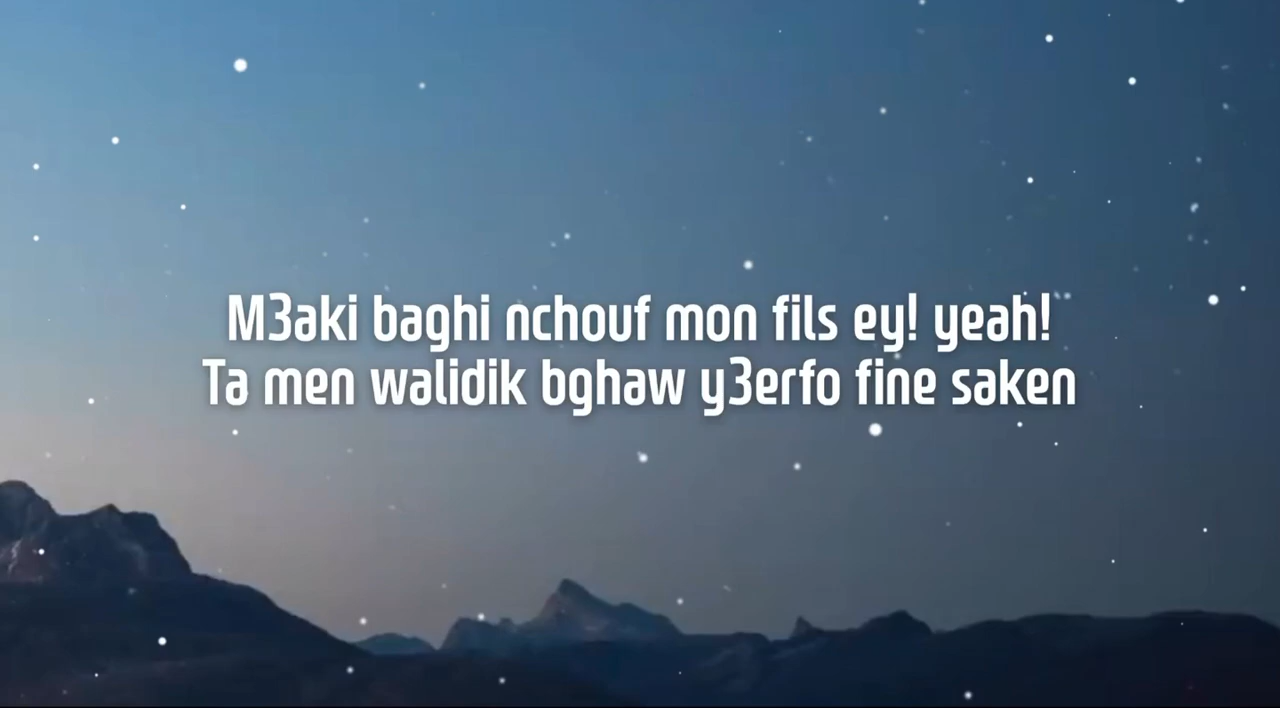 M3aki baghi nchouf mon fils ey! yeah!
Ta men walidik bghaw y3erfo fine saken